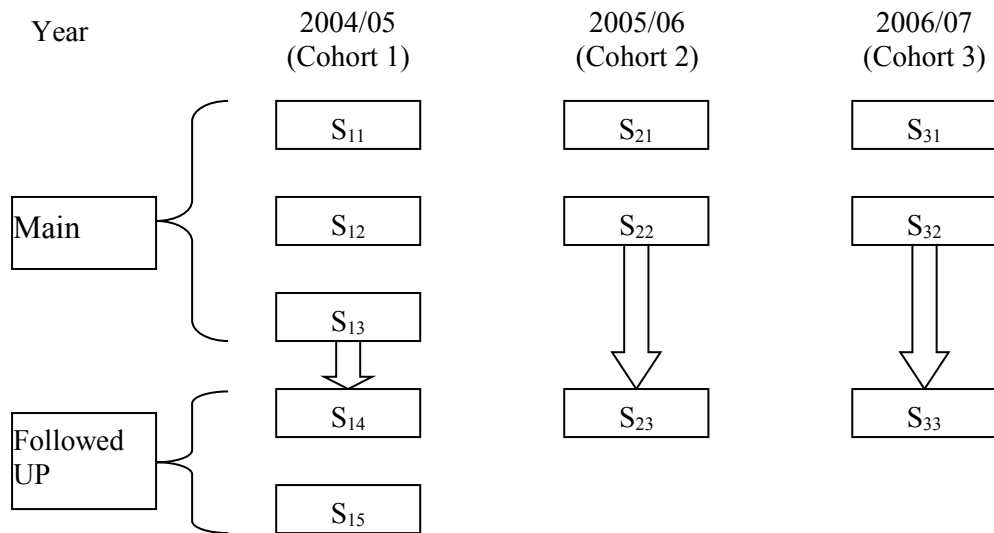 Year
2004/05
(Cohort 1)
2005/06
(Cohort 2)
2006/07
(Cohort 3)
S₁₁
S₂₁
S₃₁
Main
S₁₂
S₂₂
S₃₂
S₁₃
Followed
UP
S₁₄
S₂₃
S₃₃
S₁₅